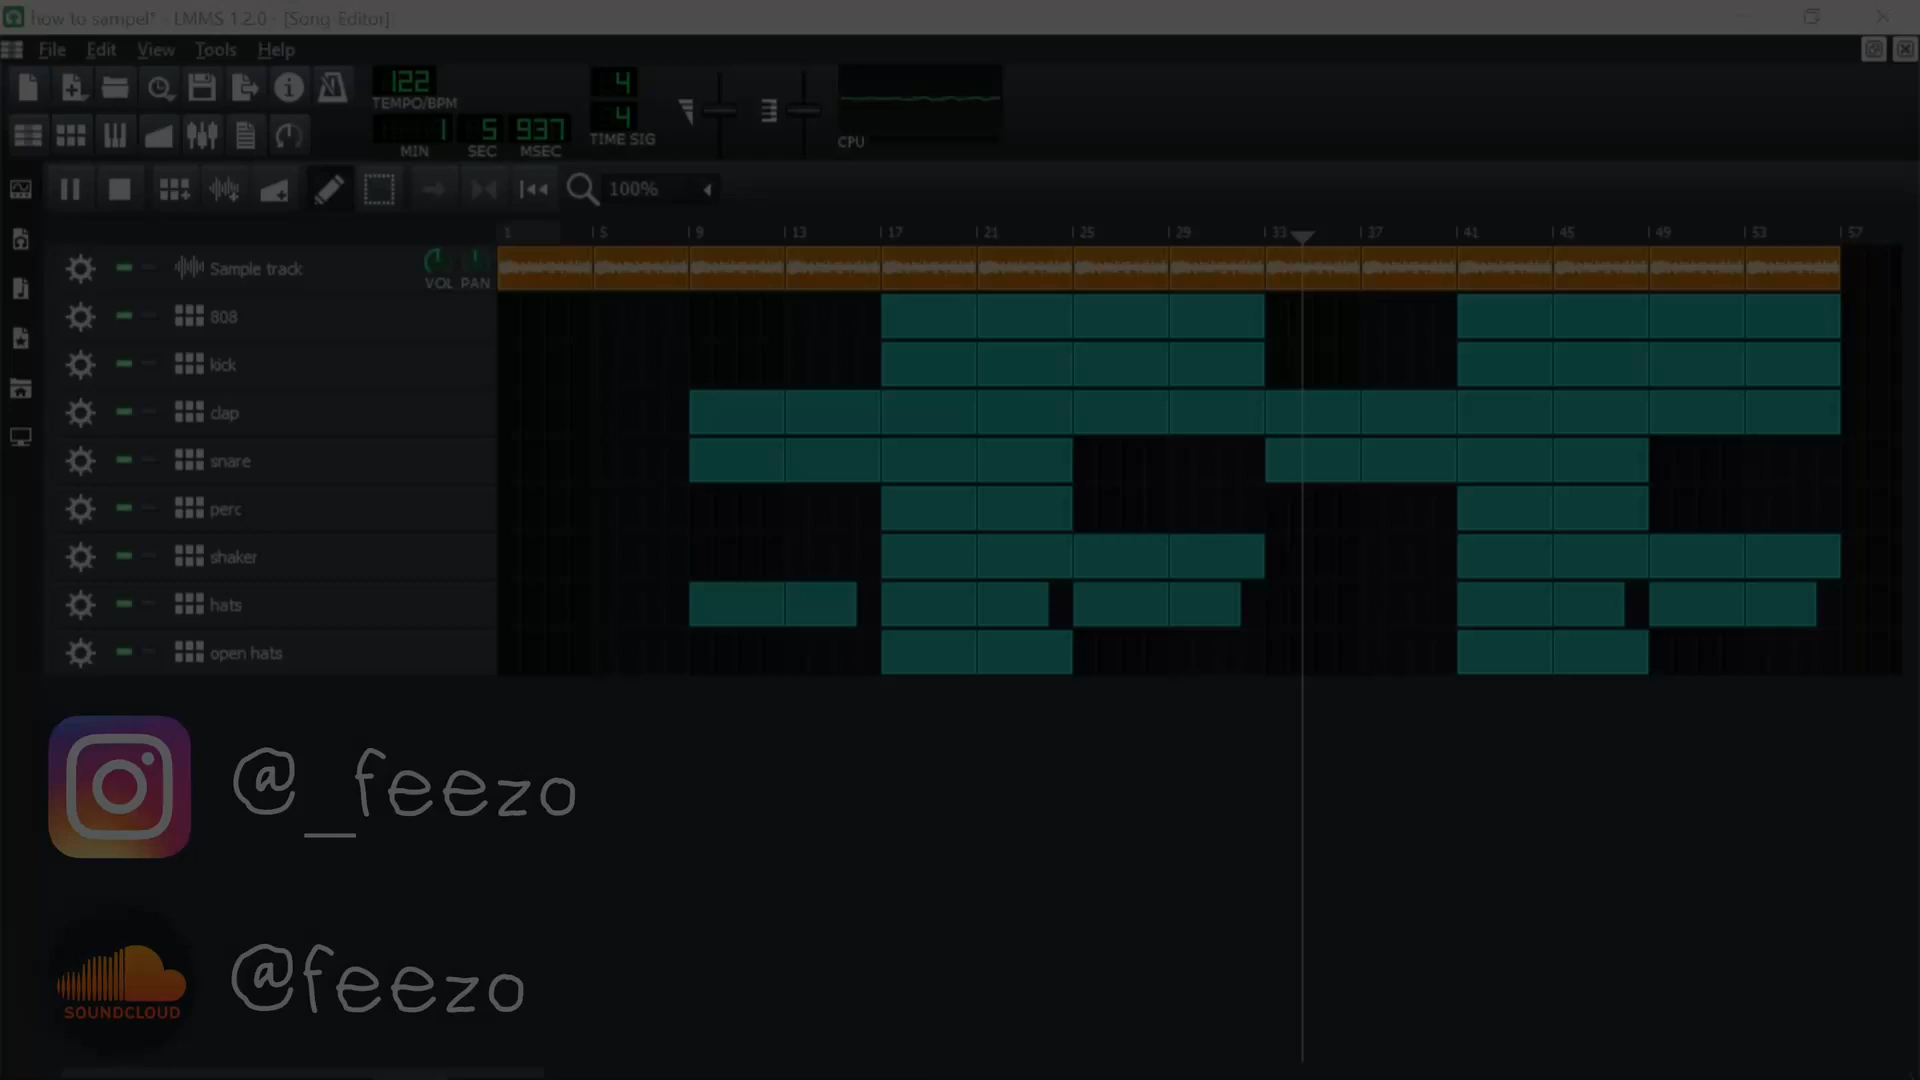 how to sampel* - LMMS 1.2.0 - [Song-Editor]
File Edit View Tools Help
122
TEMPO/BPM
1 5 937
MIN SEC MSEC
4
4
TIME SIG
CPU
100%
1 5 9 13 17 21 25 29 33 37 41 45 49 53 57
Sample track
VOL PAN
808
kick
clap
snare
perc
shaker
hats
open hats
@_feezo
SOUNDCLOUD
@feezo